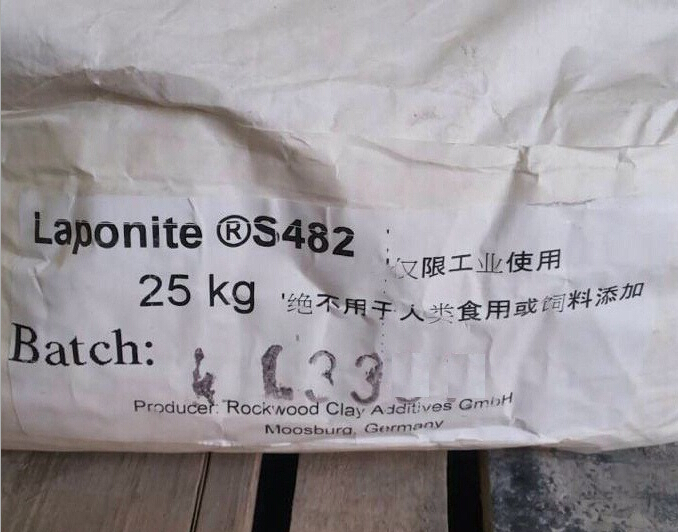 Laponite ®S482
仅限工业使用
25 kg
绝不用于人类食用或饲料添加
Batch:
Producer: Rockwood Clay Additives GmbH
Moosburg, Germany